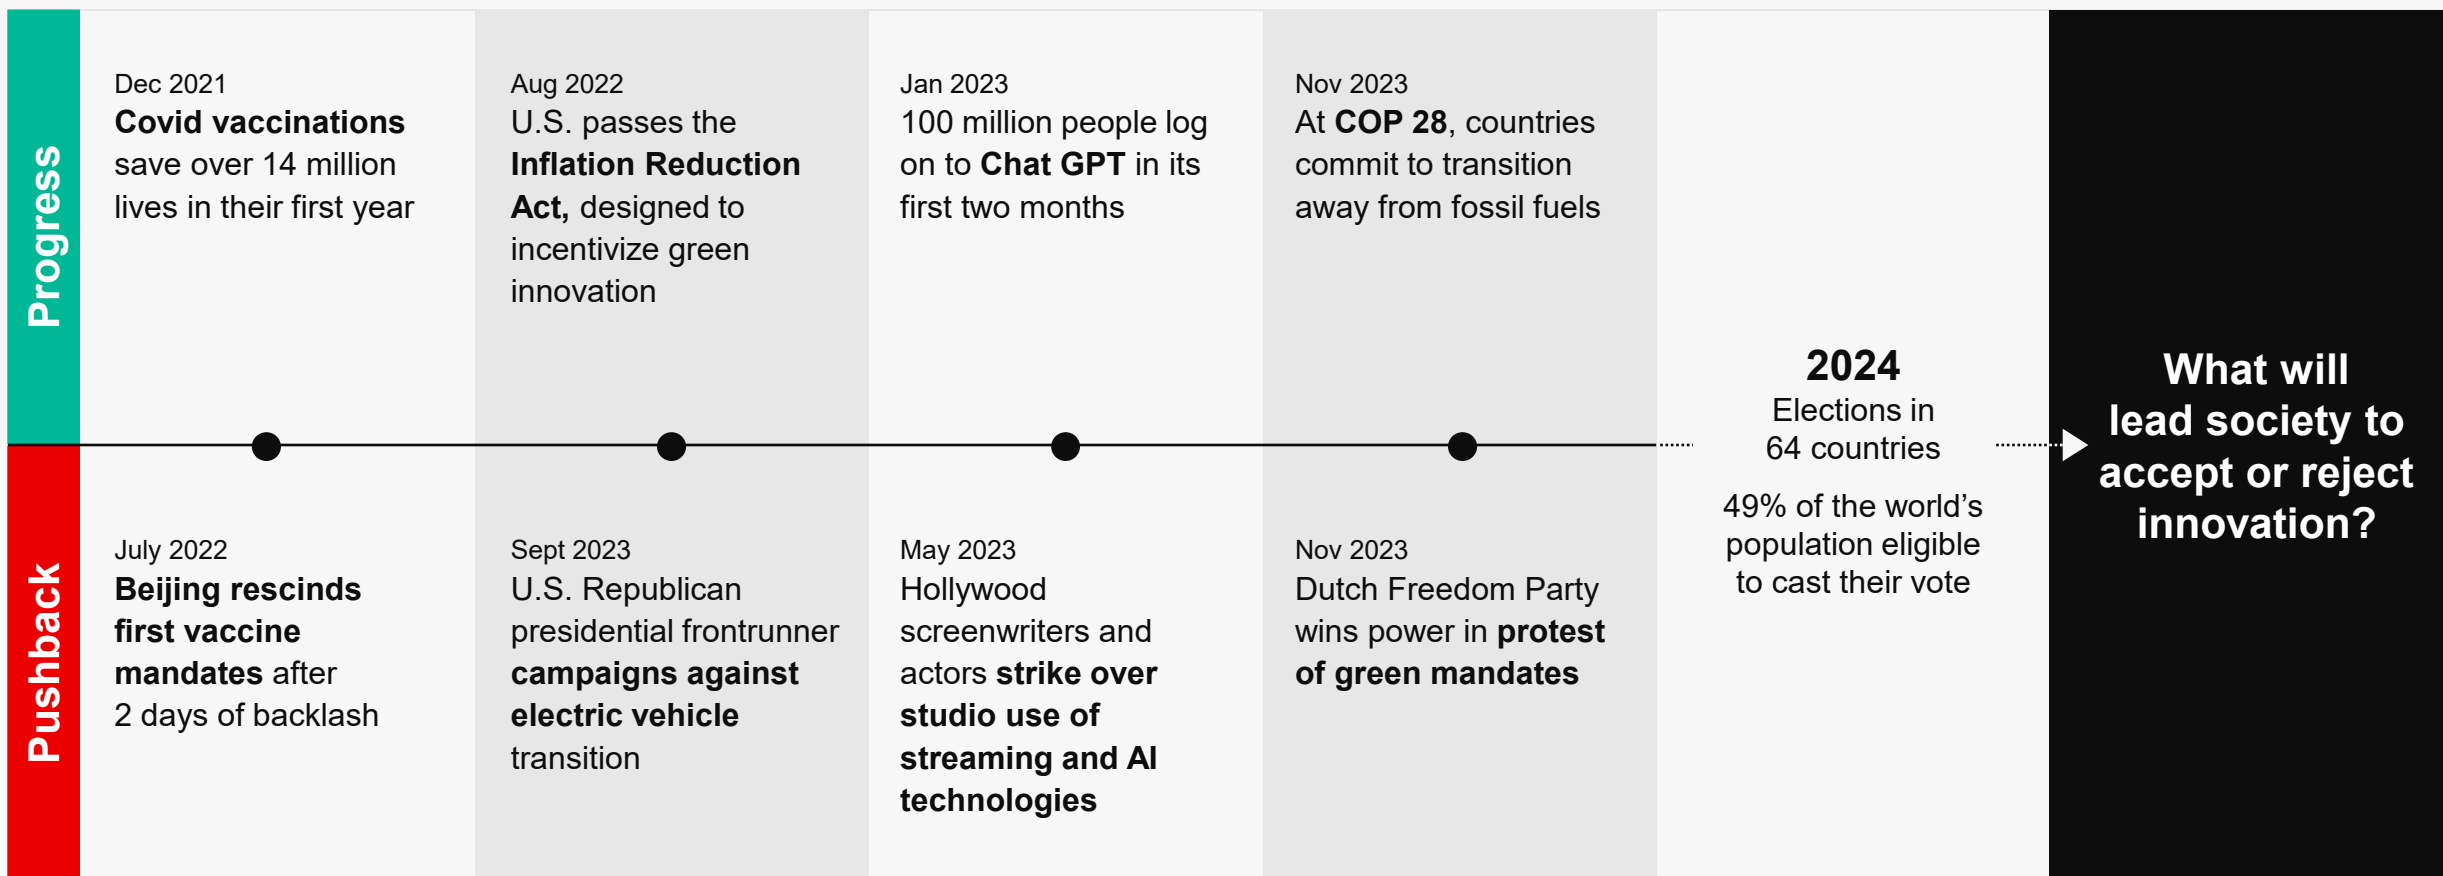 Progress
Dec 2021
Covid vaccinations
save over 14 million
lives in their first year
Aug 2022
U.S. passes the
Inflation Reduction
Act, designed to
incentivize green
innovation
Jan 2023
100 million people log
on to Chat GPT in its
first two months
Nov 2023
At COP 28, countries
commit to transition
away from fossil fuels
Pushback
July 2022
Beijing rescinds
first vaccine
mandates after
2 days of backlash
Sept 2023
U.S. Republican
presidential frontrunner
campaigns against
electric vehicle
transition
May 2023
Hollywood
screenwriters and
actors strike over
studio use of
streaming and AI
technologies
Nov 2023
Dutch Freedom Party
wins power in protest
of green mandates
2024
Elections in
64 countries
49% of the world’s
population eligible
to cast their vote
What will
lead society to
accept or reject
innovation?